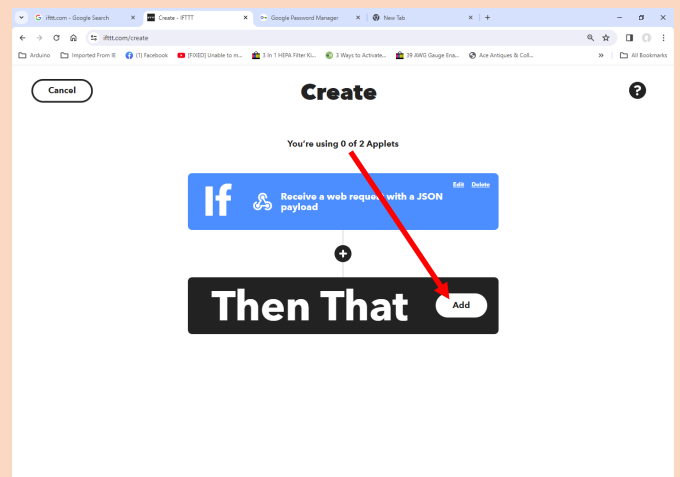 ifttt.com - Google Search
Create - IFTTT
Google Password Manager
New Tab
ifttt.com/create
Arduino
Imported From IE
(1) Facebook
[FIXED] Unable to m...
3 In 1 HEPA Filter Ki...
3 Ways to Activate...
39 AWG Gauge Ena...
Ace Antiques & Coll...
All Bookmarks
Cancel
Create
?
You're using 0 of 2 Applets
If
Receive a web request with a JSON
payload
Edit Delete
Then That
Add